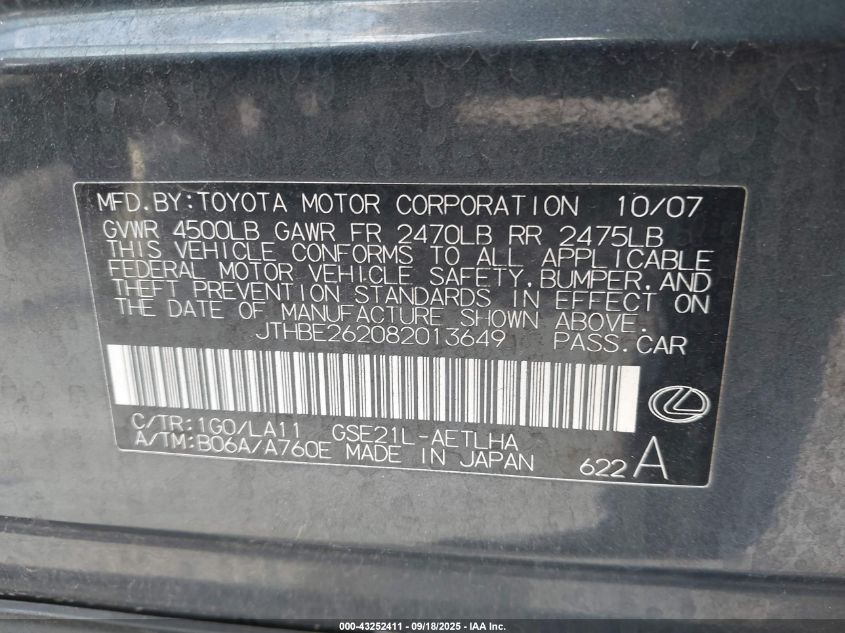 MFD.BY:TOYOTA MOTOR CORPORATION 10/07
GVWR 4500LB GAWR FR 2470LB RR 2475LB
THIS VEHICLE CONFORMS TO ALL APPLICABLE
FEDERAL MOTOR VEHICLE SAFETY,BUMPER,AND
THEFT PREVENTION STANDARDS IN EFFECT ON
THE DATE OF MANUFACTURE SHOWN ABOVE.
JTHBE262082013649 PASS.CAR
C/TR:1G0/LA11 GSE21L-AETLHA
A/TM:B06A/A760E MADE IN JAPAN 622 A
000-43252411 - 09/18/2025 - IAA Inc.